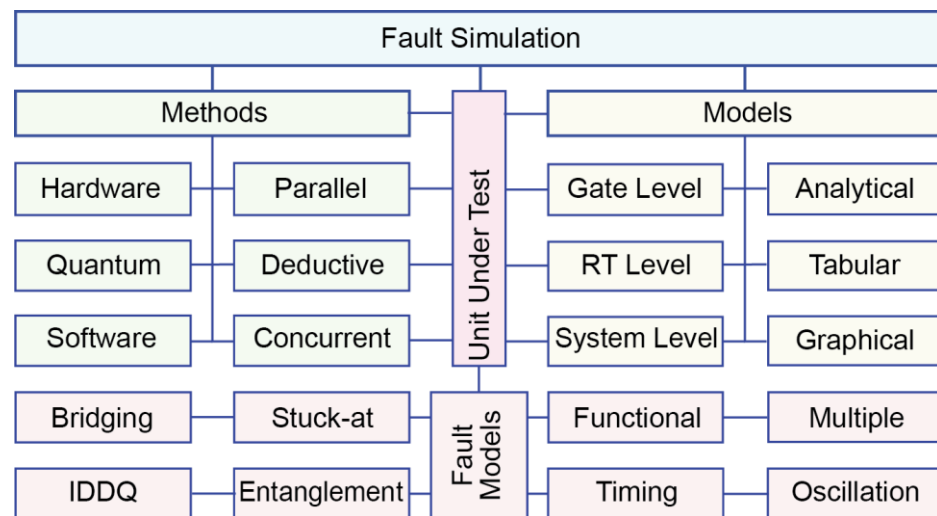 Fault Simulation
Methods
Models
Unit Under Test
Hardware
Parallel
Gate Level
Analytical
Quantum
Deductive
RT Level
Tabular
Software
Concurrent
System Level
Graphical
Bridging
Stuck-at
Fault
Models
Functional
Multiple
IDDQ
Entanglement
Timing
Oscillation